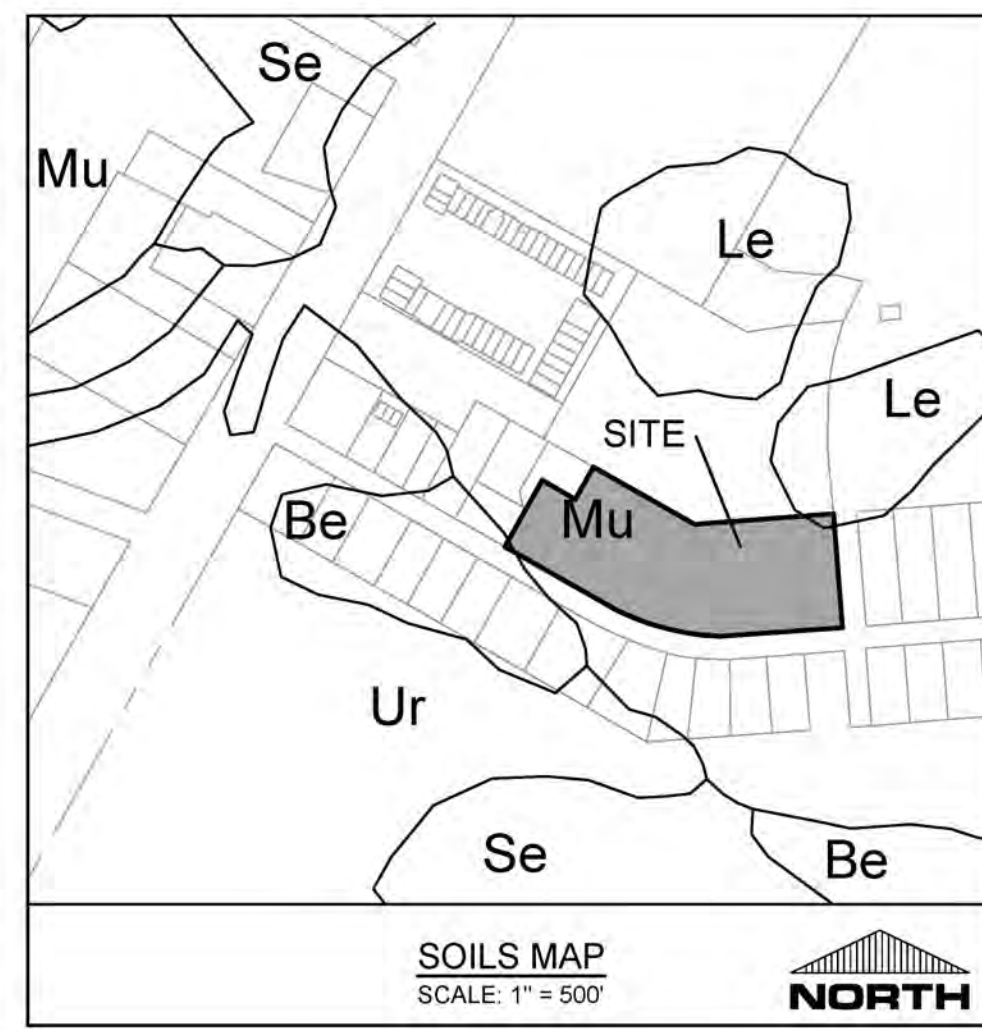 Se
Mu
Le
Le
SITE
Mu
Be
Ur
Se
Be
SOILS MAP
SCALE: 1" = 500'
NORTH